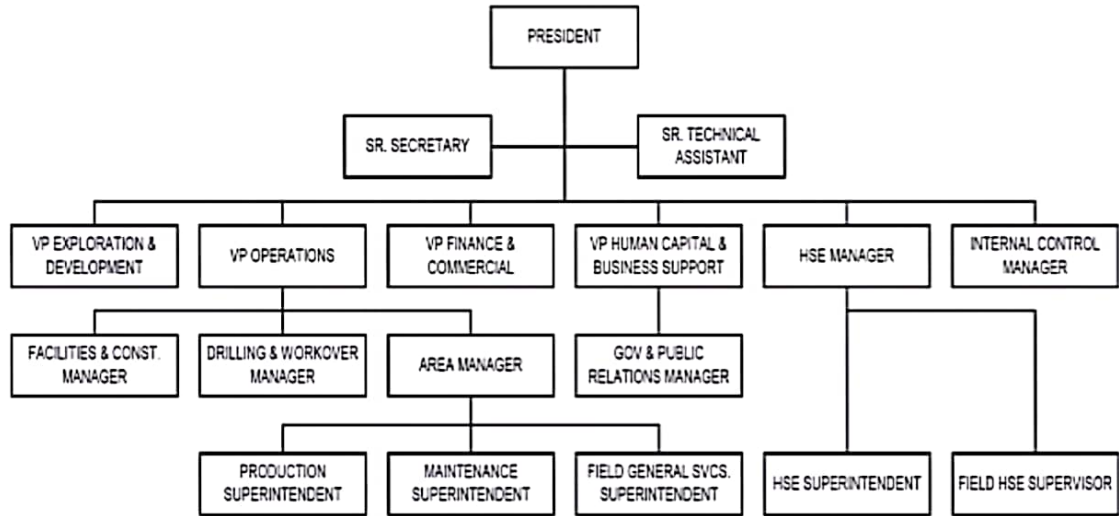 PRESIDENT
SR. SECRETARY
SR. TECHNICAL
ASSISTANT
VP EXPLORATION &
DEVELOPMENT
VP OPERATIONS
VP FINANCE &
COMMERCIAL
VP HUMAN CAPITAL &
BUSINESS SUPPORT
HSE MANAGER
INTERNAL CONTROL
MANAGER
FACILITIES & CONST.
MANAGER
DRILLING & WORKOVER
MANAGER
AREA MANAGER
GOV & PUBLIC
RELATIONS MANAGER
PRODUCTION
SUPERINTENDENT
MAINTENANCE
SUPERINTENDENT
FIELD GENERAL SVCS.
SUPERINTENDENT
HSE SUPERINTENDENT
FIELD HSE SUPERVISOR